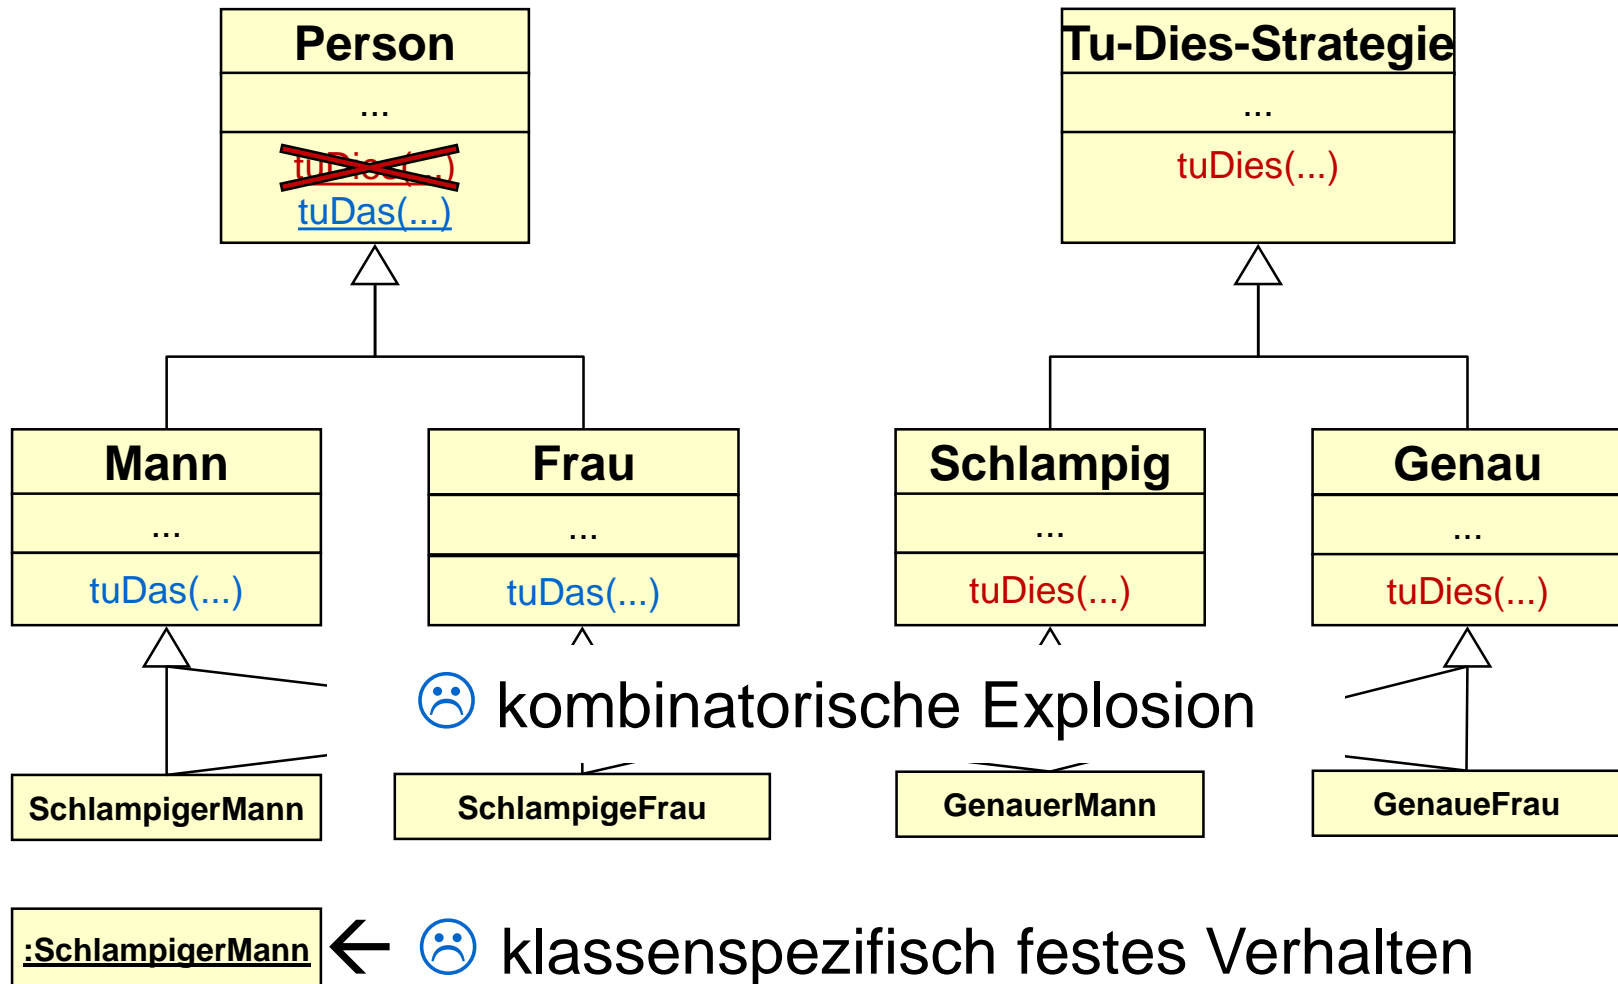 Person
Tu-Dies-Strategie
...
...
tuDies(...)
tuDies(...)
tuDas(...)
Mann
Frau
Schlampig
Genau
...
...
...
...
tuDas(...)
tuDas(...)
tuDies(...)
tuDies(...)
kombinatorische Explosion
SchlampigerMann
SchlampigeFrau
GenauerMann
GenaueFrau
:SchlampigerMann
klassenspezifisch festes Verhalten